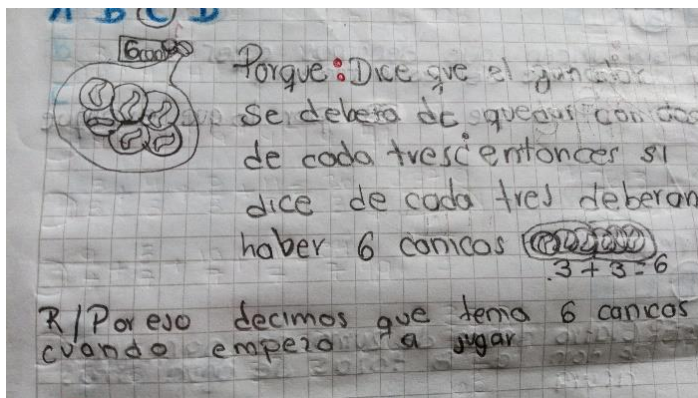 A B C D
Porque: Dice que el
se debera de quedar con dos
de cada tres: entonces si
dice de cada tres deberan
haber 6 canicas
3 + 3 = 6
R/Por eso decimos que tenia 6 canicas
cuando empezo a jugar